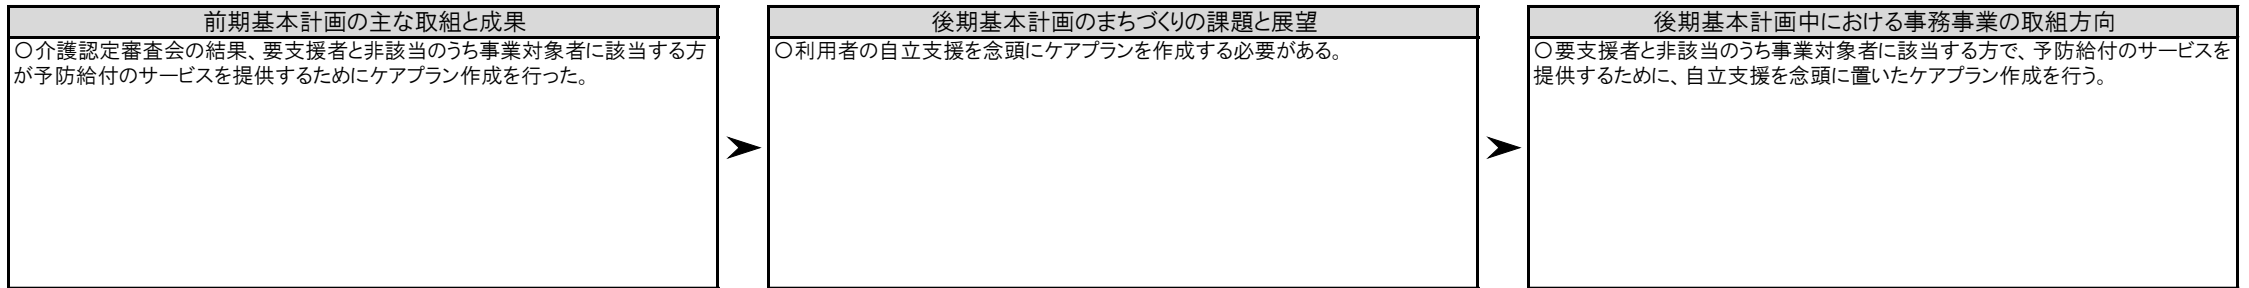 前期基本計画の主な取組と成果
〇介護認定審査会の結果、要支援者と非該当のうち事業対象者に該当する方
が予防給付のサービスを提供するためにケアプラン作成を行った。
後期基本計画のまちづくりの課題と展望
〇利用者の自立支援を念頭にケアプランを作成する必要がある。
後期基本計画中における事務事業の取組方向
〇要支援者と非該当のうち事業対象者に該当する方で、予防給付のサービスを
提供するために、自立支援を念頭に置いたケアプラン作成を行う。